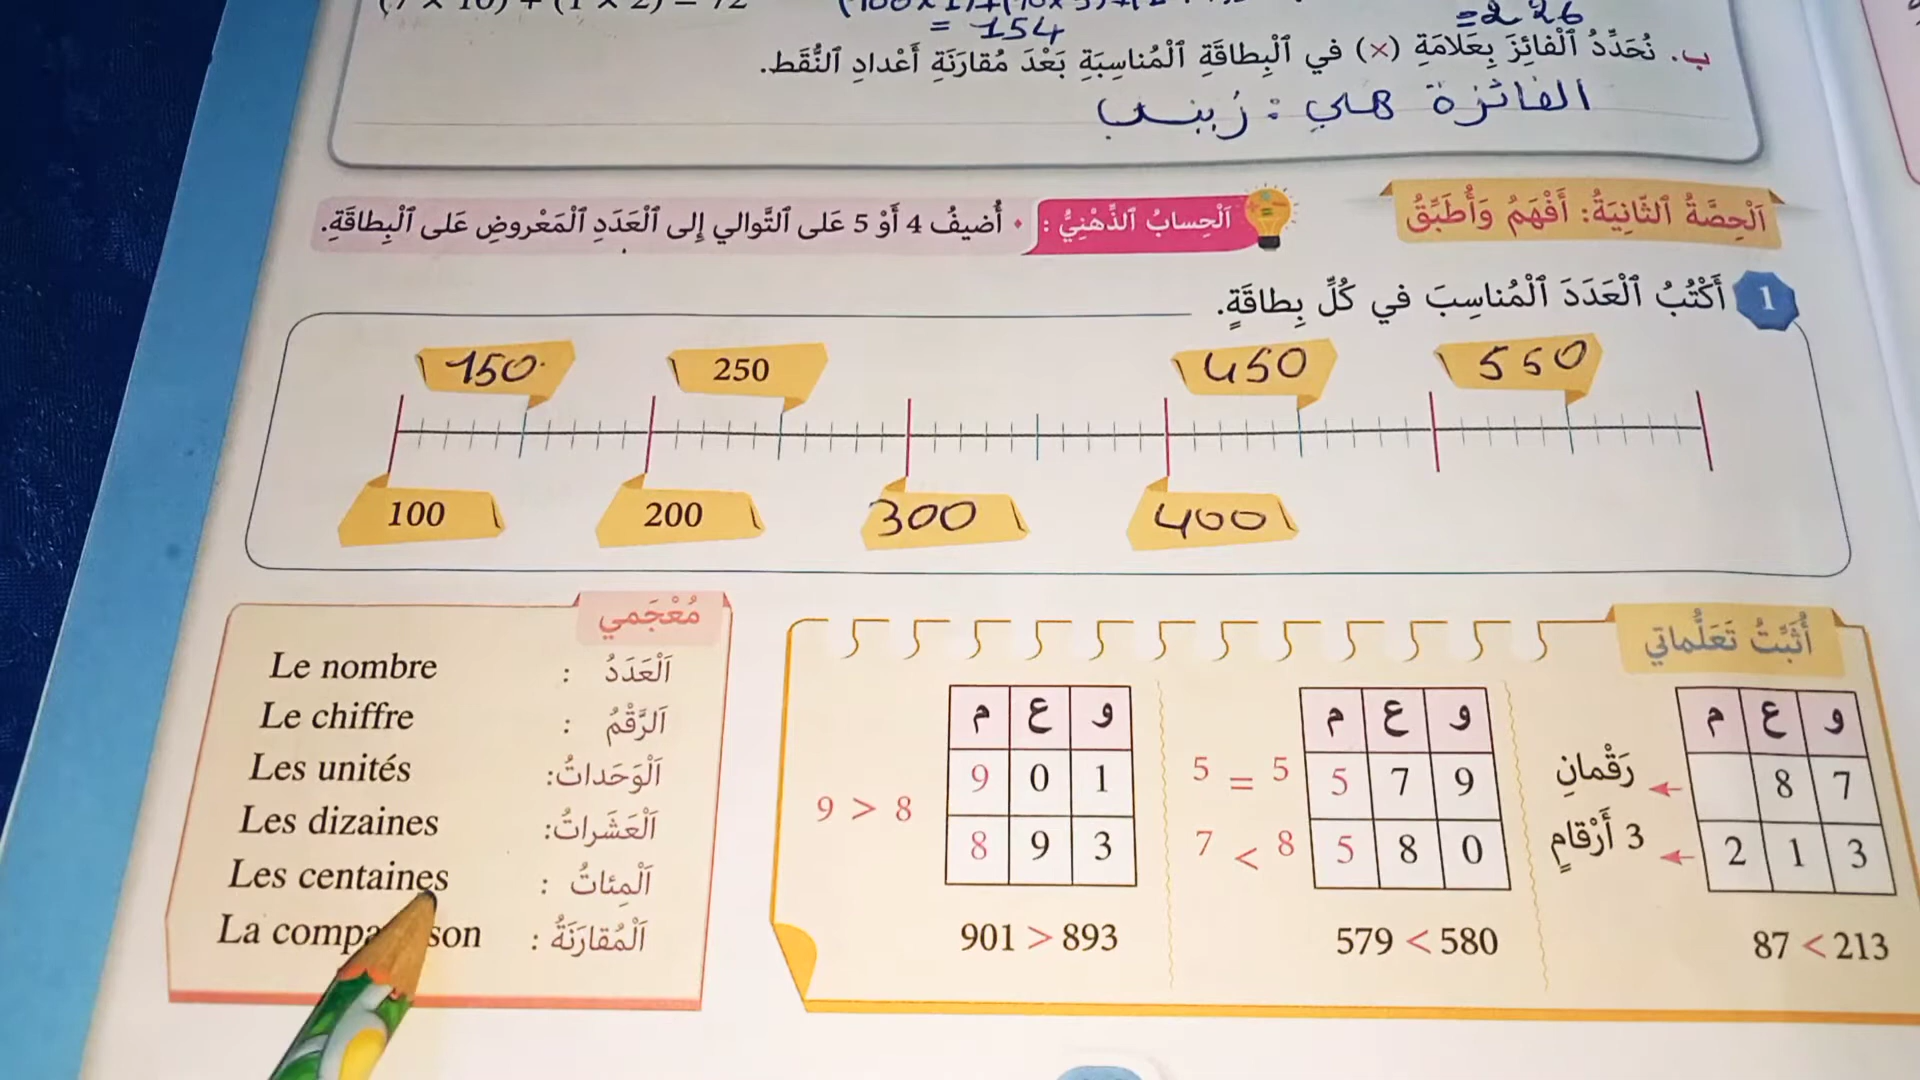 = 72
= 154
= 226
ب. نُحَدِّدُ ٱلْفائِزَ بِعَلامَةِ (×) في ٱلْبِطاقَةِ ٱلْمُناسِبَةِ بَعْدَ مُقارَنَةِ أَعْدادِ ٱلنُّقَط.
الفائزة هي : زينب
اَلْحِصَّةُ ٱلثّانِيَةُ: أَفْهَمُ وَأُطَبِّقُ
اَلْحِسابُ ٱلذِّهْنِيُّ : • أُضيفُ 4 أَوْ 5 عَلى ٱلتَّوالي إِلى ٱلْعَدَدِ ٱلْمَعْروضِ عَلى ٱلْبِطاقَةِ.
1 أَكْتُبُ ٱلْعَدَدَ ٱلْمُناسِبَ في كُلِّ بِطاقَةٍ.
150 250 450 550
100 200 300 400
أُثَبِّتُ تَعَلُّماتي
م ع و
8 7
2 1 3
رَقْمانِ
3 أَرْقامٍ
87 < 213
م ع و
5 7 9
5 8 0
5 = 5
7 < 8
579 < 580
م ع و
9 0 1
8 9 3
9 > 8
901 > 893
مُعْجَمي
Le nombre : اَلْعَدَدُ
Le chiffre : اَلرَّقْمُ
Les unités اَلْوَحَداتُ:
Les dizaines اَلْعَشَراتُ:
Les centaines : اَلْمِئاتُ
La comparaison : اَلْمُقارَنَةُ